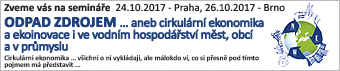 Zveme vás na semináře 24.10.2017 - Praha, 26.10.2017 - Brno
ODPAD ZDROJEM ... aneb cirkulární ekonomika
a ekoinovace i ve vodním hospodářství měst, obcí
a v průmyslu
Cirkulární ekonomika ... všichni o ní vykládají, ale málokdo ví, co si přesně pod tímto
pojmem má představit ...